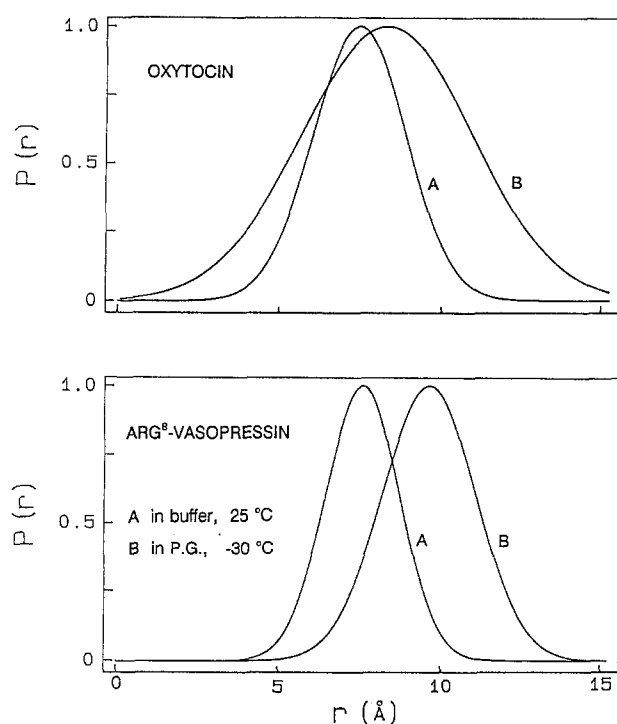 1.0
OXYTOCIN
P(r)
0.5
A
B
0
1.0
ARG⁸-VASOPRESSIN
A in buffer, 25 °C
P(r)
0.5
B in P.G., -30 °C
A
B
0
0
5
10
15
r (Å)